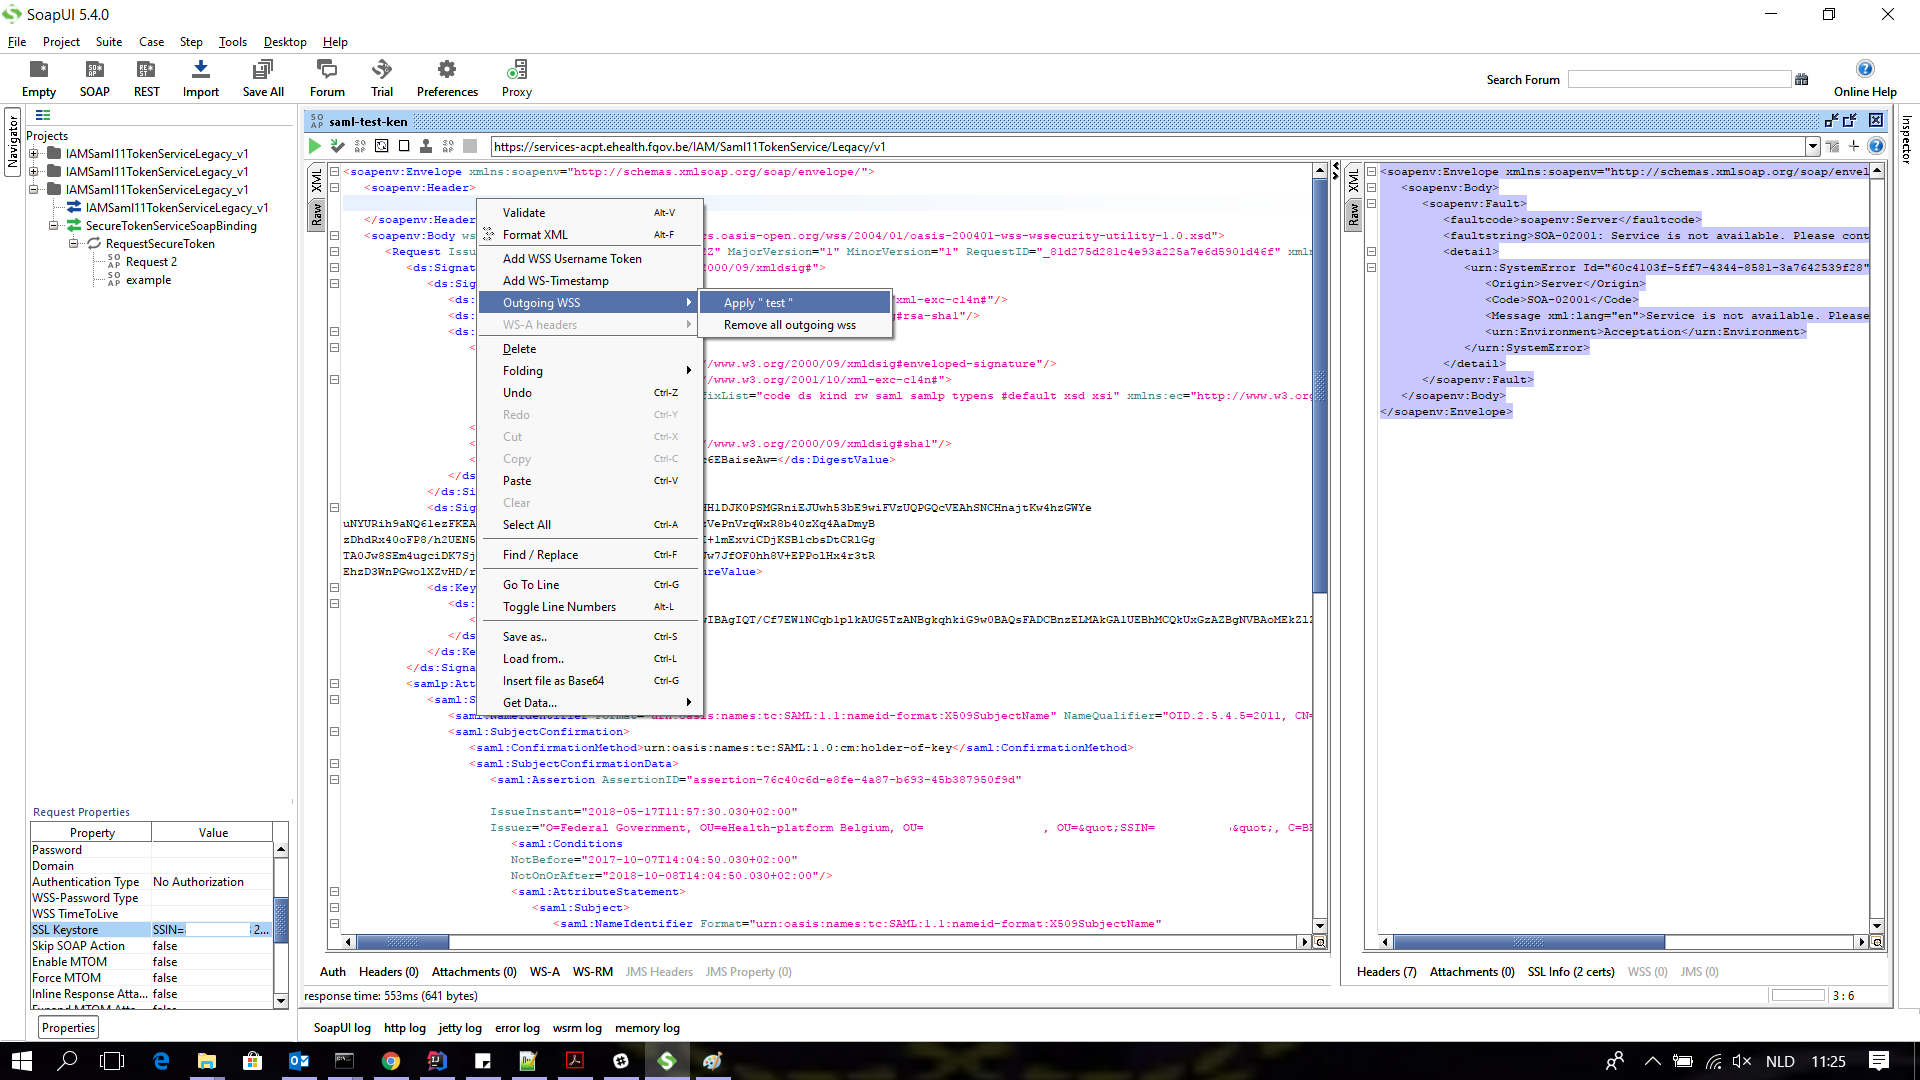 SoapUI 5.4.0
File Project Suite Case Step Tools Desktop Help
Empty SOAP REST Import Save All Forum Trial Preferences Proxy
Search Forum
Online Help
Navigator
Projects
IAMSaml11TokenServiceLegacy_v1
IAMSaml11TokenServiceLegacy_v1
IAMSaml11TokenServiceLegacy_v1
IAMSaml11TokenServiceLegacy_v1
SecureTokenServiceSoapBinding
RequestSecureToken
Request 2
example
Request Properties
Property Value
Password
Domain
Authentication Type No Authorization
WSS-Password Type
WSS TimeToLive
SSL Keystore SSIN= 2...
Skip SOAP Action false
Enable MTOM false
Force MTOM false
Inline Response Atta... false
Properties
saml-test-ken
https://services-acpt.ehealth.fgov.be/IAM/Saml11TokenService/Legacy/v1
XML
Raw
<soapenv:Envelope xmlns:soapenv="http://schemas.xmlsoap.org/soap/envelope/">
<soapenv:Header>
</soapenv:Header
<soapenv:Body ws cs.oasis-open.org/wss/2004/01/oasis-200401-wss-wssecurity-utility-1.0.xsd">
<Request Issu Z" MajorVersion="1" MinorVersion="1" RequestID="_81d275d281c4e93a225a7e6d5901d46f" xmln
<ds:Signat 2000/09/xmldsig#">
<ds:Sig
<ds: xml-exc-c14n#"/>
<ds: #rsa-sha1"/>
<ds:
<
//www.w3.org/2000/09/xmldsig#enveloped-signature"/>
//www.w3.org/2001/10/xml-exc-c14n#">
fixList="code ds kind rw saml samlp typens #default xsd xsi" xmlns:ec="http://www.w3.org
<
< //www.w3.org/2000/09/xmldsig#sha1"/>
< c6EBaiseAw=</ds:DigestValue>
</ds
</ds:Si
<ds:Sig HH1DJK0PSMGRniEJUwh53bE9wiFVzUQPGQcVEAhSNCHnajtKw4hzGWYe
uNYURih9aNQ61ezFKEA zVePnVrqWxR8b40zXq4AaDmyB
zDhdRx40oFP8/h2UEN5 I+lmExviCDjKSBlcbsDtCRlGg
TA0Jw8SEm4ugciDK7Sj Jw7JfOF0hh8V+EPPolHx4r3tR
EhzD3WnPGwolXZvHD/r reValue>
<ds:Key
<ds:
< wIBAgIQT/Cf7EW1NCqb1plkAUG5TzANBgkqhkiG9w0BAQsFADCBnzELMAkGA1UEBhMCQkUxGzAZBgNVBAoMEkZ12
</ds
</ds:Ke
</ds:Signa
<samlp:Att
<saml:S
<saml:NameIdentifier Format="urn:oasis:names:tc:SAML:1.1:nameid-format:X509SubjectName" NameQualifier="OID.2.5.4.5=2011, CN=
<saml:SubjectConfirmation>
<saml:ConfirmationMethod>urn:oasis:names:tc:SAML:1.0:cm:holder-of-key</saml:ConfirmationMethod>
<saml:SubjectConfirmationData>
<saml:Assertion AssertionID="assertion-76c40c6d-e8fe-4a87-b693-45b387950f9d"
IssueInstant="2018-05-17T11:57:30.030+02:00"
Issuer="O=Federal Government, OU=eHealth-platform Belgium, OU= , OU=&quot;SSIN= &quot;, C=BE
<saml:Conditions
NotBefore="2017-10-07T14:04:50.030+02:00"
NotOnOrAfter="2018-10-08T14:04:50.030+02:00"/>
<saml:AttributeStatement>
<saml:Subject>
<saml:NameIdentifier Format="urn:oasis:names:tc:SAML:1.1:nameid-format:X509SubjectName"
Validate Alt-V
Format XML Alt-F
Add WSS Username Token
Add WS-Timestamp
Outgoing WSS
WS-A headers
Delete
Folding
Undo Ctrl-Z
Redo Ctrl-Y
Cut Ctrl-X
Copy Ctrl-C
Paste Ctrl-V
Clear
Select All Ctrl-A
Find / Replace Ctrl-F
Go To Line Ctrl-G
Toggle Line Numbers Alt-L
Save as.. Ctrl-S
Load from.. Ctrl-L
Insert file as Base64 Ctrl-G
Get Data...
Apply " test "
Remove all outgoing wss
Auth Headers (0) Attachments (0) WS-A WS-RM JMS Headers JMS Property (0)
response time: 553ms (641 bytes)
XML
Raw
<soapenv:Envelope xmlns:soapenv="http://schemas.xmlsoap.org/soap/envel
<soapenv:Body>
<soapenv:Fault>
<faultcode>soapenv:Server</faultcode>
<faultstring>SOA-02001: Service is not available. Please cont
<detail>
<urn:SystemError Id="60c4103f-5ff7-4344-8581-3a7642539f28"
<Origin>Server</Origin>
<Code>SOA-02001</Code>
<Message xml:lang="en">Service is not available. Please
<urn:Environment>Acceptation</urn:Environment>
</urn:SystemError>
</detail>
</soapenv:Fault>
</soapenv:Body>
</soapenv:Envelope>
Headers (7) Attachments (0) SSL Info (2 certs) WSS (0) JMS (0)
3 : 6
Inspector
SoapUI log http log jetty log error log wsrm log memory log
NLD 11:25